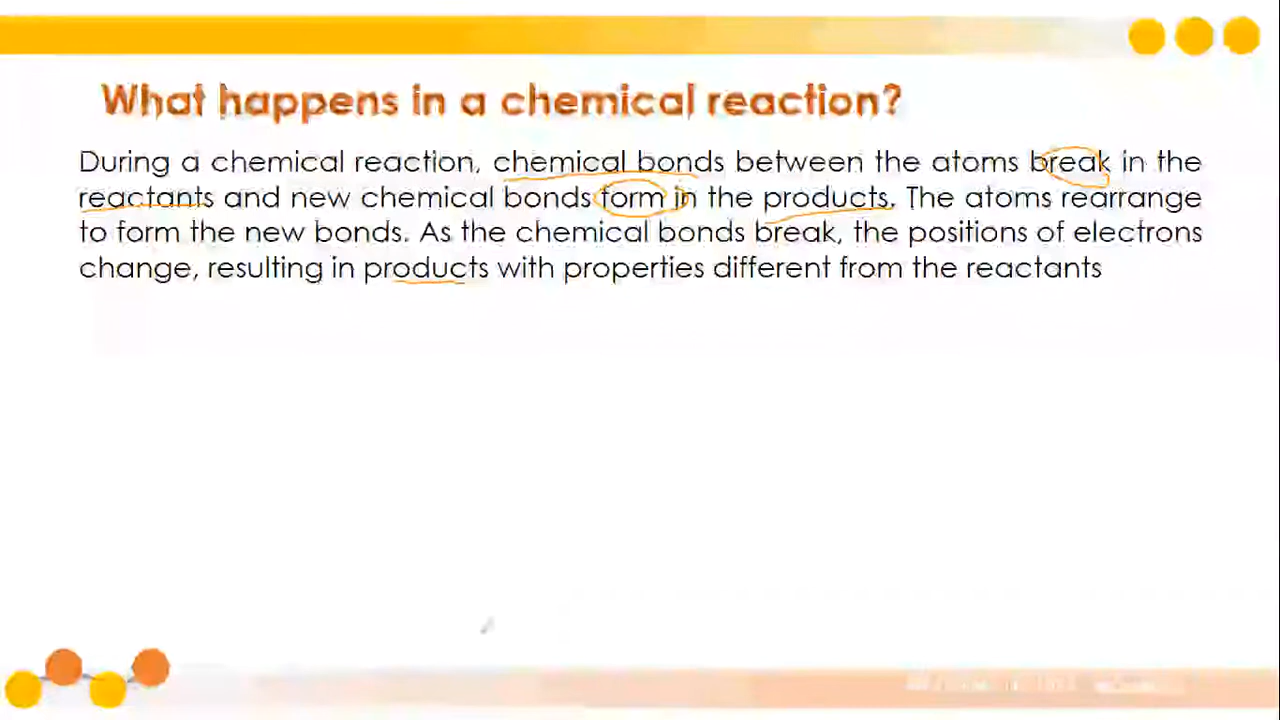 What happens in a chemical reaction?
During a chemical reaction, chemical bonds between the atoms break in the
reactants and new chemical bonds form in the products. The atoms rearrange
to form the new bonds. As the chemical bonds break, the positions of electrons
change, resulting in products with properties different from the reactants